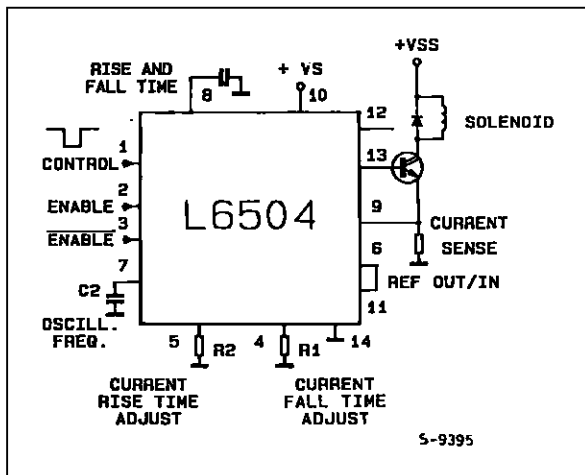 +VSS
RISE AND
FALL TIME
+ VS
8
10
12
SOLENOID
1
CONTROL
13
2
ENABLE
L6504
9
CURRENT
SENSE
3
ENABLE
6
7
REF OUT/IN
C2
11
OSCILL.
FREQ.
5
R2
4
R1
14
CURRENT
RISE TIME
ADJUST
CURRENT
FALL TIME
ADJUST
S-9395